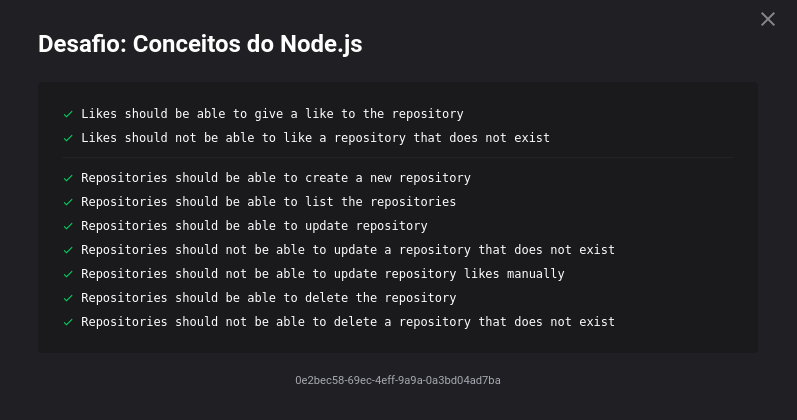 Desafio: Conceitos do Node.js
Likes should be able to give a like to the repository
Likes should not be able to like a repository that does not exist
Repositories should be able to create a new repository
Repositories should be able to list the repositories
Repositories should be able to update repository
Repositories should not be able to update a repository that does not exist
Repositories should not be able to update repository likes manually
Repositories should be able to delete the repository
Repositories should not be able to delete a repository that does not exist
0e2bec58-69ec-4eff-9a9a-0a3bd04ad7ba